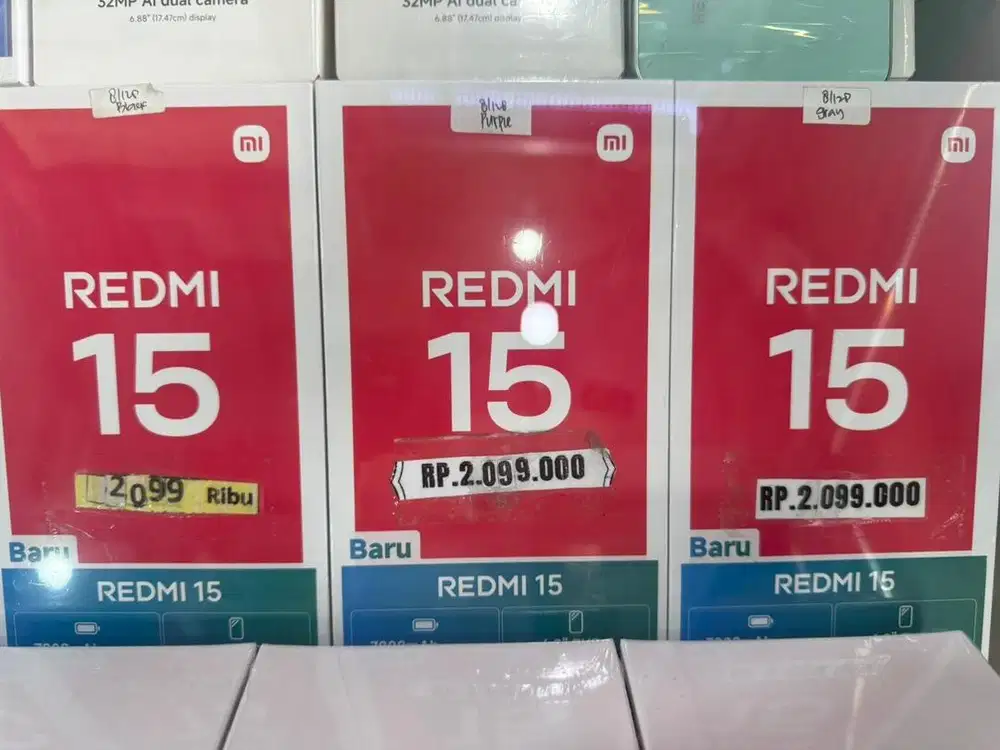 32MP AI dual camera
6.88" (17.47cm) display
32MP AI dual ca
6.88" (17.47cm) display
8/128
Black
mi
REDMI
15
2099 Ribu
Baru
REDMI 15
8/128
Purple
mi
REDMI
15
RP.2.099.000
Baru
REDMI 15
8/128
gray
mi
REDMI
15
RP.2.099.000
Baru
REDMI 15